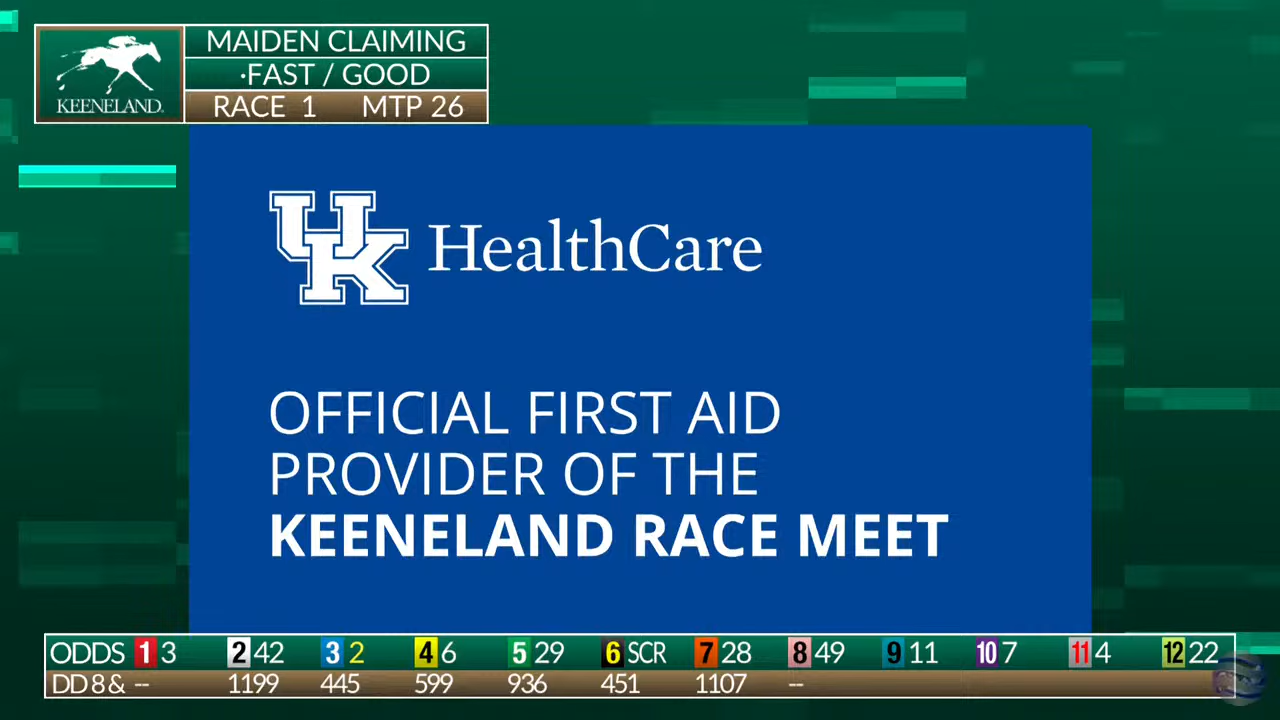 MAIDEN CLAIMING
·FAST / GOOD
RACE 1 MTP 26
KEENELAND.
UK HealthCare
OFFICIAL FIRST AID
PROVIDER OF THE
KEENELAND RACE MEET
ODDS 1 3 2 42 3 2 4 6 5 29 6 SCR 7 28 8 49 9 11 10 7 11 4 12 22
DD 8 & -- 1199 445 599 936 451 1107 --